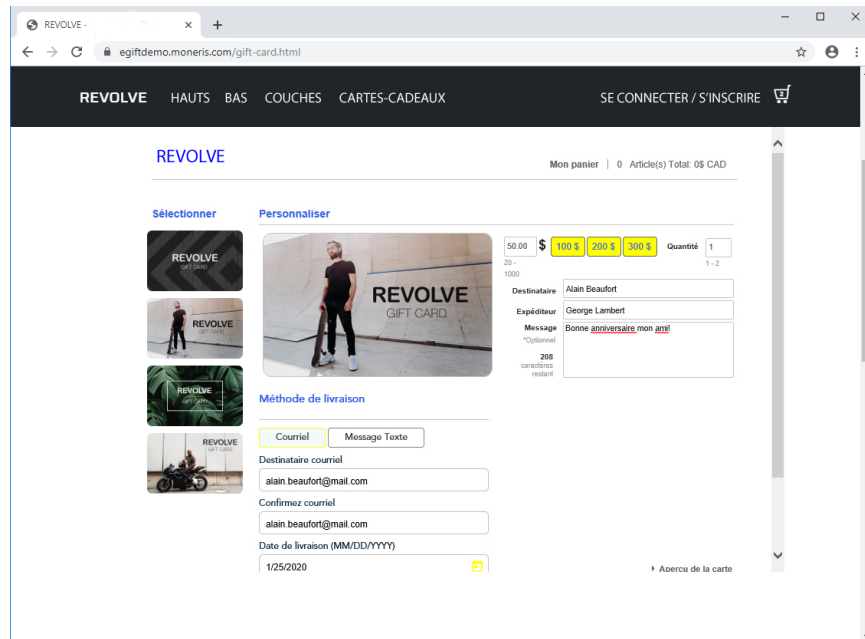 REVOLVE -
egiftdemo.moneris.com/gift-card.html
REVOLVE HAUTS BAS COUCHES CARTES-CADEAUX SE CONNECTER / S'INSCRIRE 2
REVOLVE
Mon panier | 0 Article(s) Total: 0$ CAD
Sélectionner
REVOLVE
GIFT CARD
REVOLVE
GIFT CARD
REVOLVE
GIFT CARD
REVOLVE
GIFT CARD
Personnaliser
REVOLVE
GIFT CARD
50.00 $ 100 $ 200 $ 300 $ Quantité 1
20 -
1000
1 - 2
Destinataire Alain Beaufort
Expéditeur George Lambert
Message Bonne anniversaire mon ami!
*Optionnel
208
caractères
restant
Méthode de livraison
Courriel Message Texte
Destinataire courriel
alain.beaufort@mail.com
Confirmez courriel
alain.beaufort@mail.com
Date de livraison (MM/DD/YYYY)
1/25/2020
Aperçu de la carte